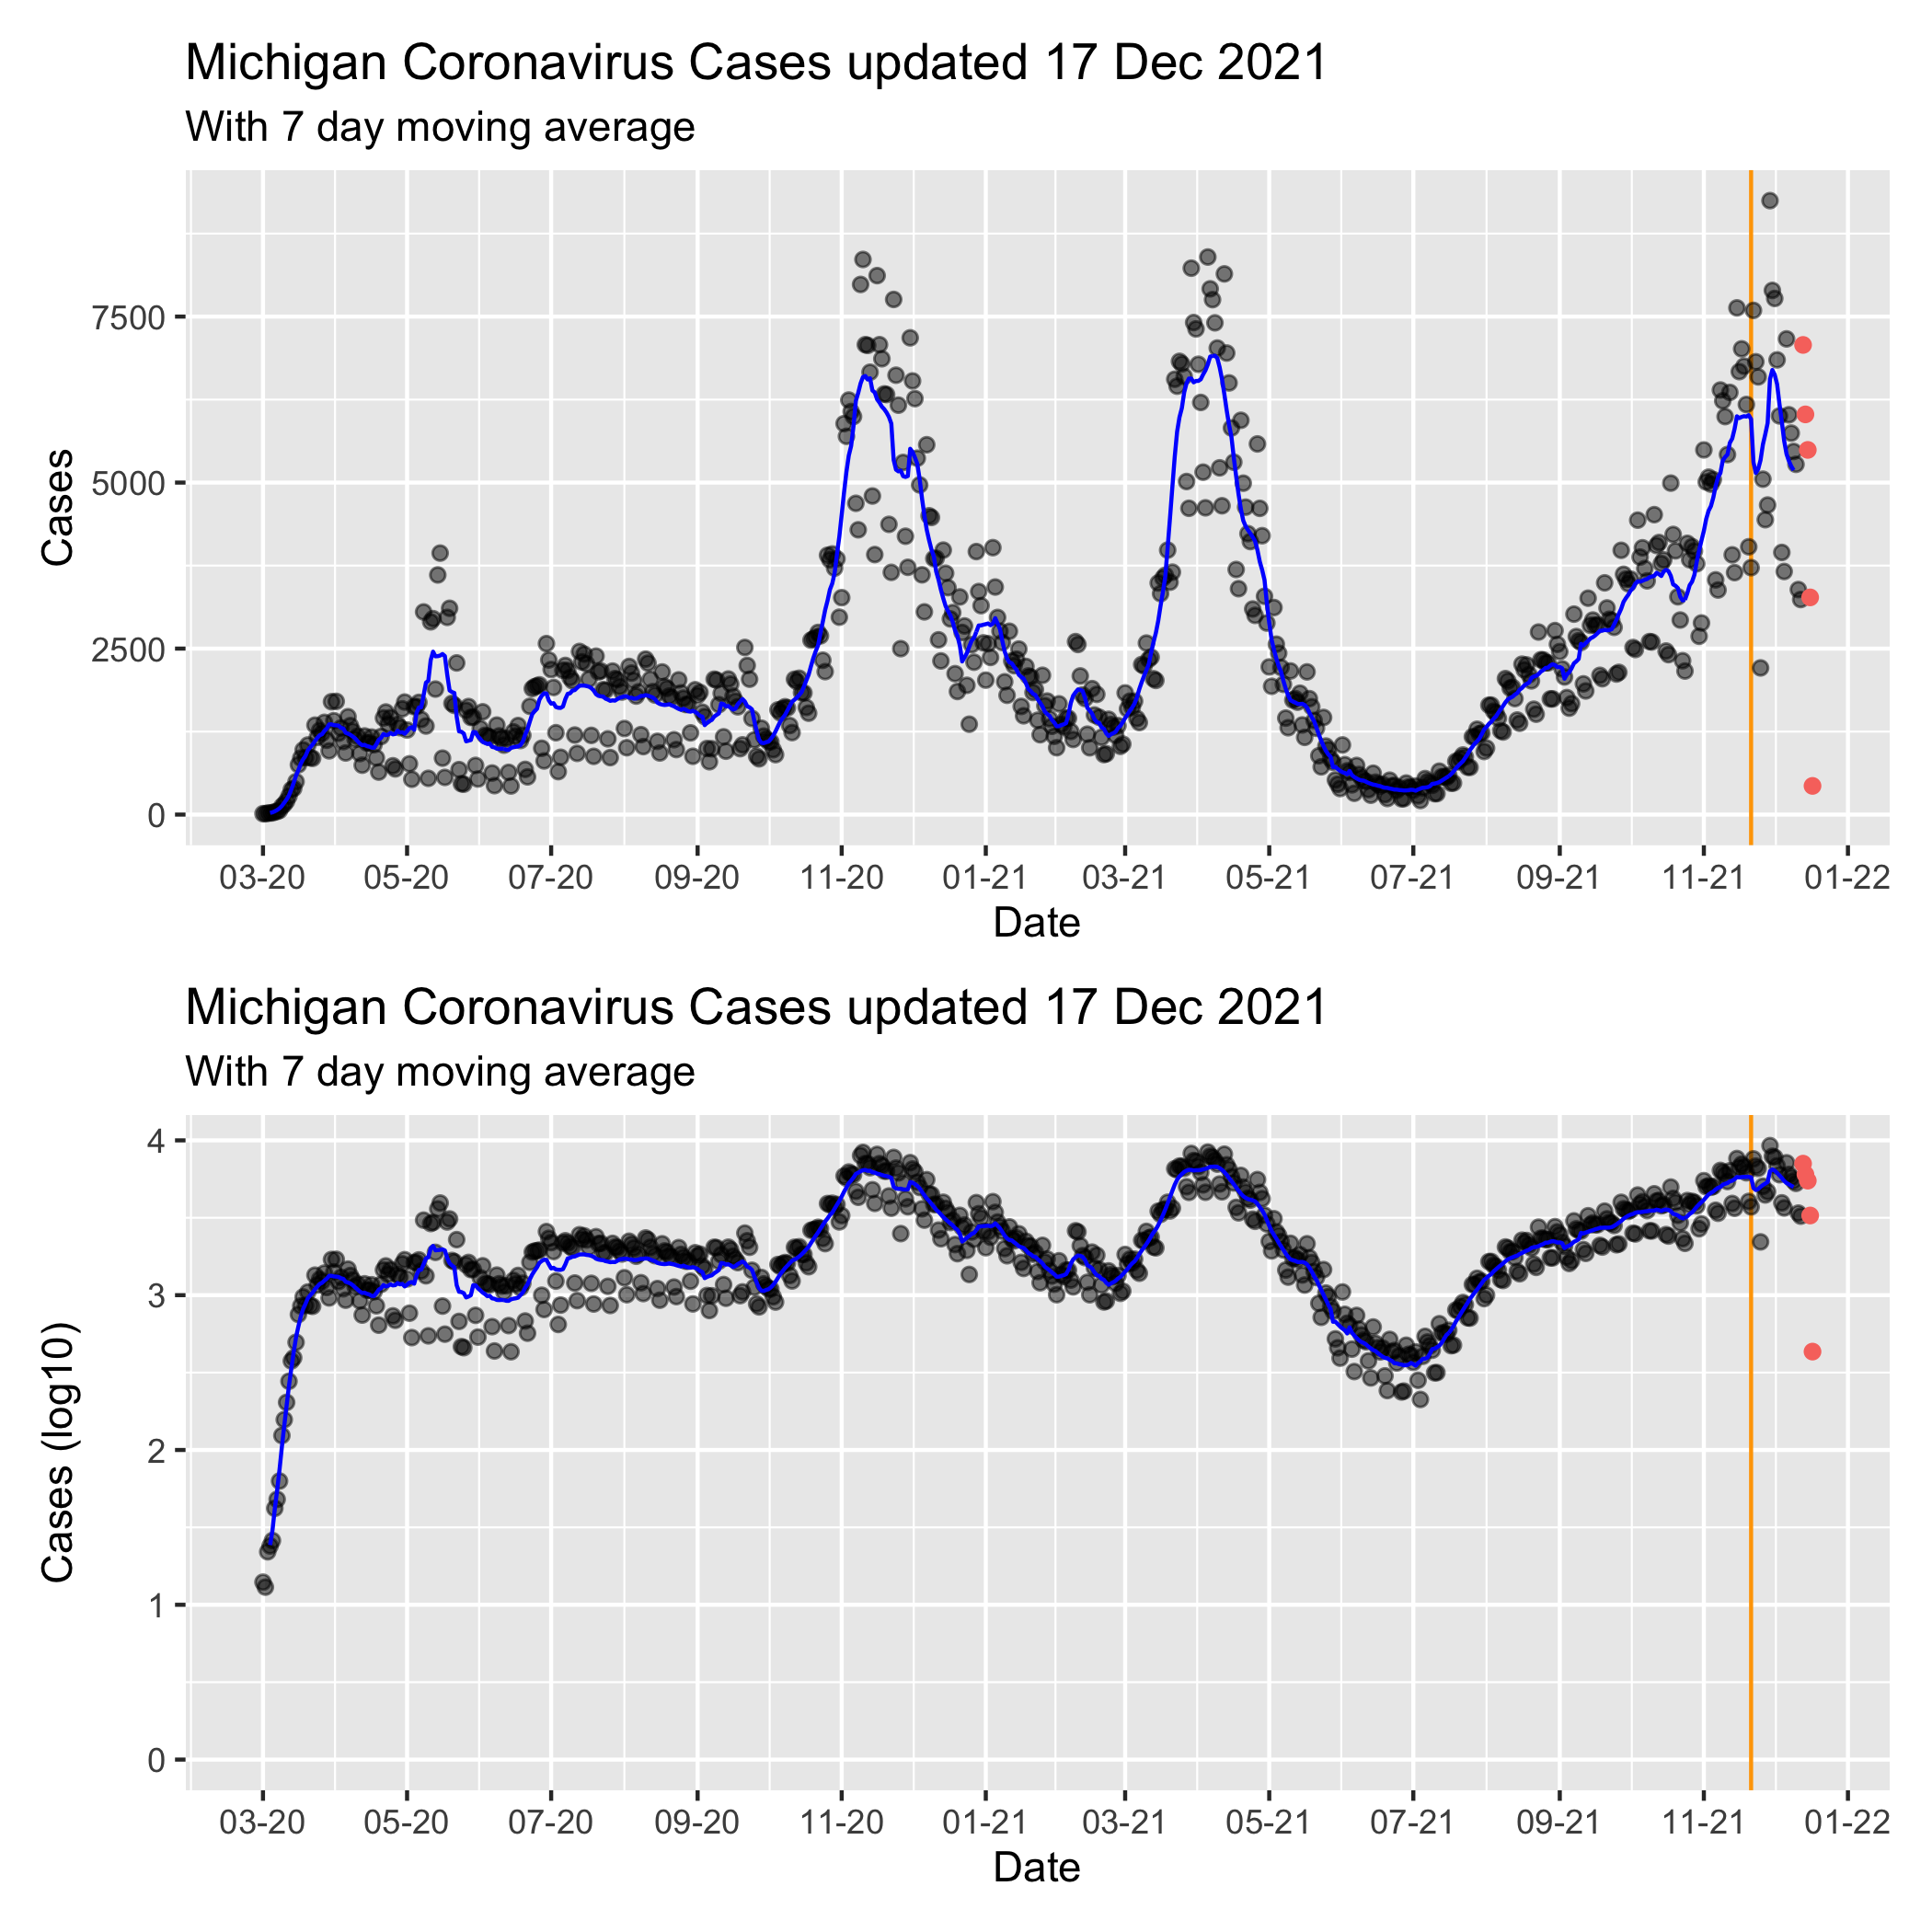 Michigan Coronavirus Cases updated 17 Dec 2021
With 7 day moving average
Cases
7500
5000
2500
0
03-20 05-20 07-20 09-20 11-20 01-21 03-21 05-21 07-21 09-21 11-21 01-22
Date
Michigan Coronavirus Cases updated 17 Dec 2021
With 7 day moving average
Cases (log10)
4
3
2
1
0
03-20 05-20 07-20 09-20 11-20 01-21 03-21 05-21 07-21 09-21 11-21 01-22
Date